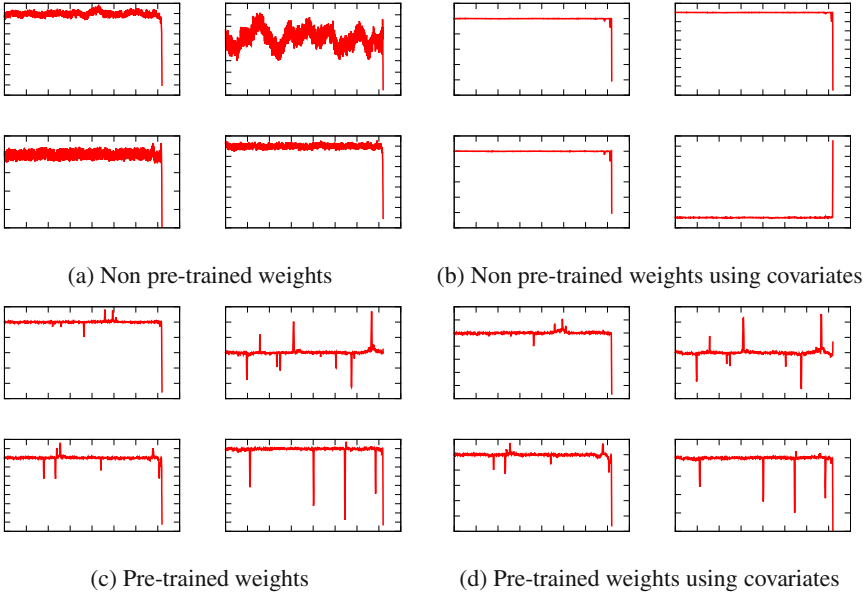 (a) Non pre-trained weights
(b) Non pre-trained weights using covariates
(c) Pre-trained weights
(d) Pre-trained weights using covariates